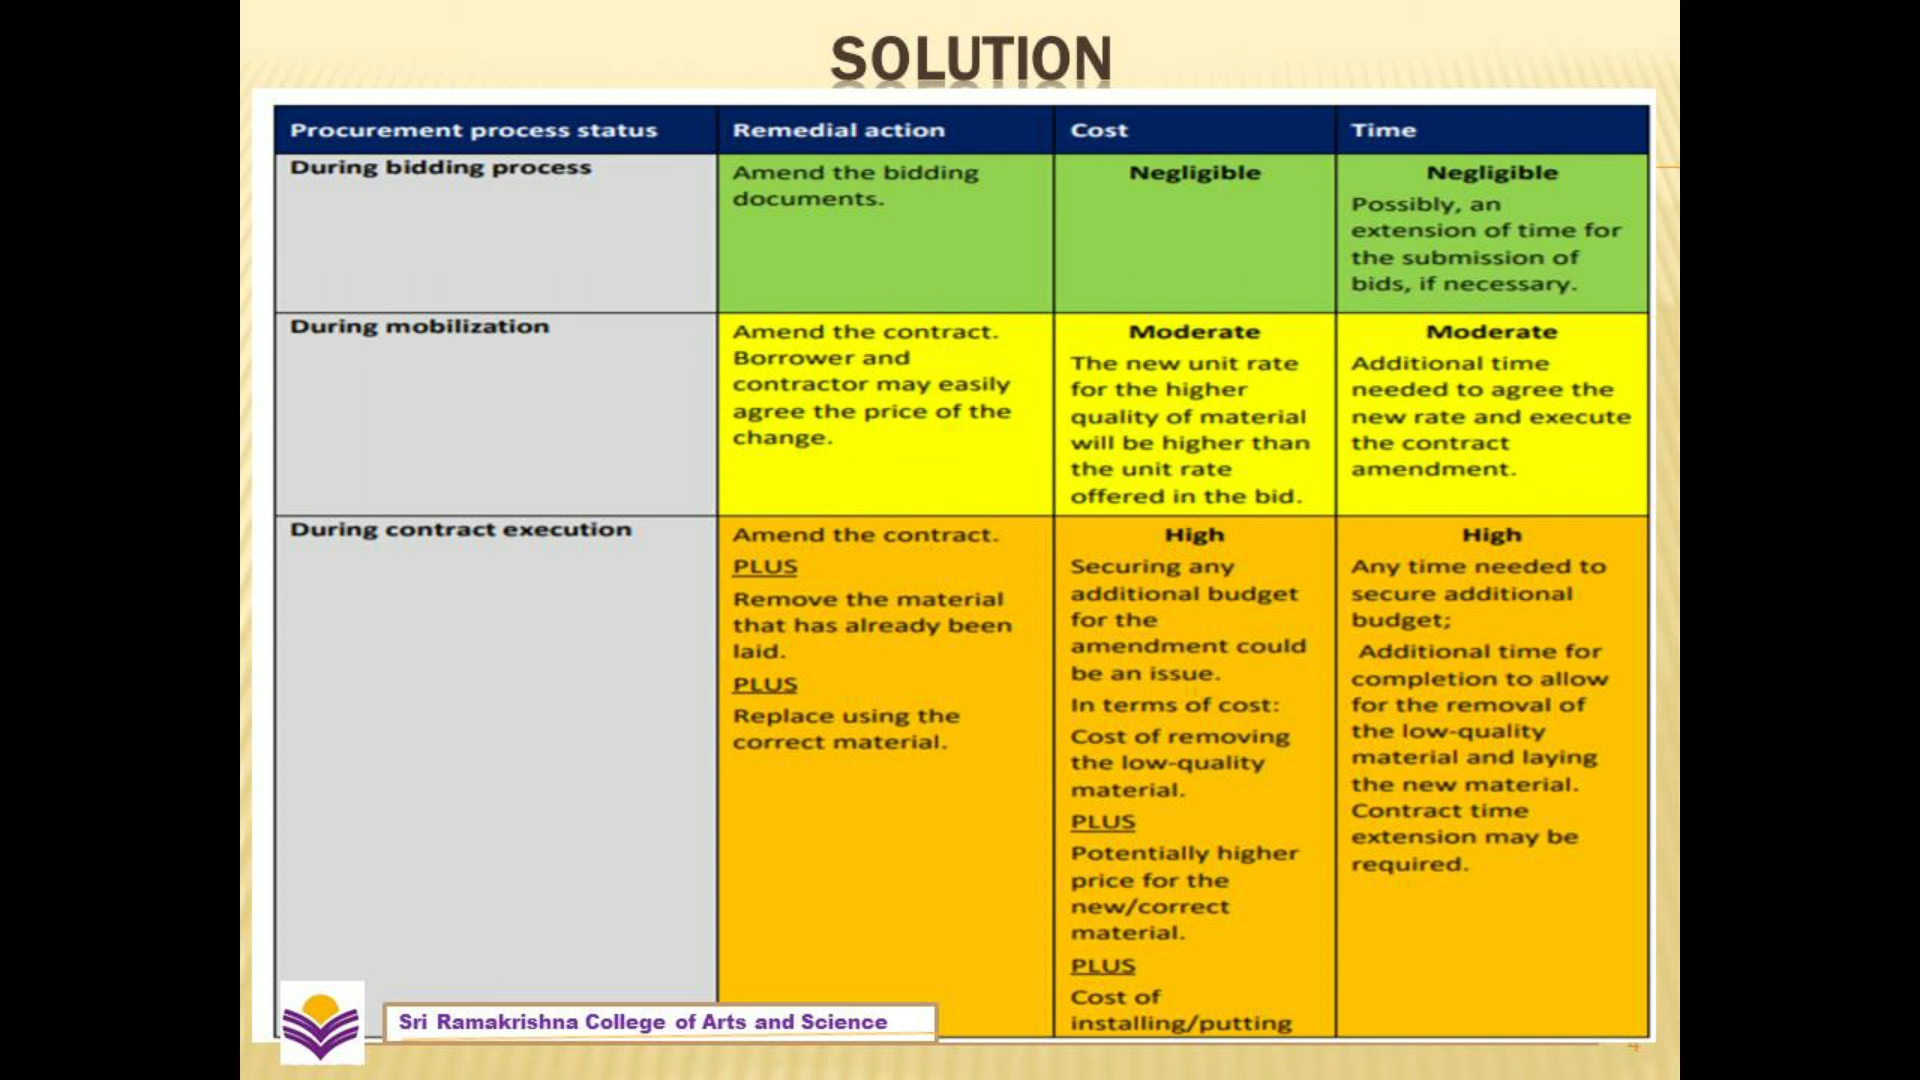 SOLUTION
Procurement process status
Remedial action
Cost
Time
During bidding process
Amend the bidding
documents.
Negligible
Negligible
Possibly, an
extension of time for
the submission of
bids, if necessary.
During mobilization
Amend the contract.
Borrower and
contractor may easily
agree the price of the
change.
Moderate
The new unit rate
for the higher
quality of material
will be higher than
the unit rate
offered in the bid.
Moderate
Additional time
needed to agree the
new rate and execute
the contract
amendment.
During contract execution
Amend the contract.
PLUS
Remove the material
that has already been
laid.
PLUS
Replace using the
correct material.
High
Securing any
additional budget
for the
amendment could
be an issue.
In terms of cost:
Cost of removing
the low-quality
material.
PLUS
Potentially higher
price for the
new/correct
material.
PLUS
Cost of
installing/putting
High
Any time needed to
secure additional
budget;
Additional time for
completion to allow
for the removal of
the low-quality
material and laying
the new material.
Contract time
extension may be
required.
Sri Ramakrishna College of Arts and Science
4